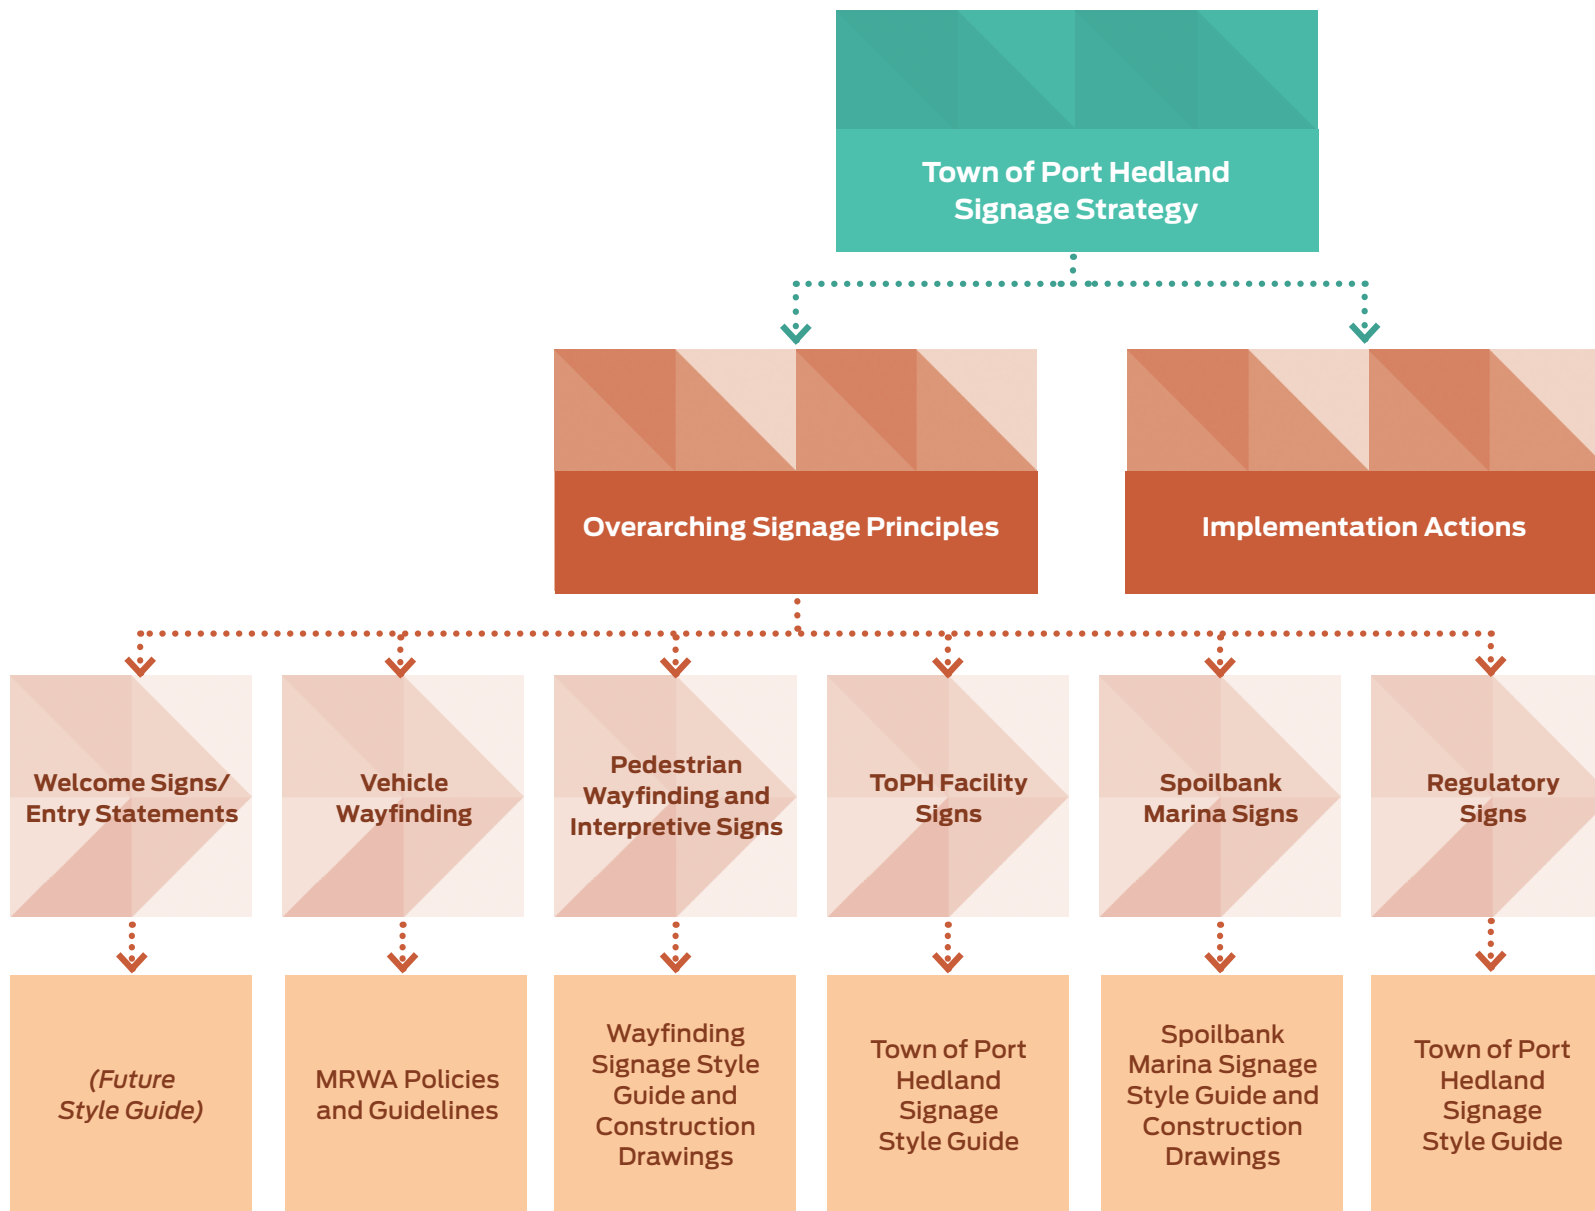 Town of Port Hedland
Signage Strategy
Overarching Signage Principles
Implementation Actions
Welcome Signs/
Entry Statements
Vehicle
Wayfinding
Pedestrian
Wayfinding and
Interpretive Signs
ToPH Facility
Signs
Spoilbank
Marina Signs
Regulatory
Signs
(Future
Style Guide)
MRWA Policies
and Guidelines
Wayfinding
Signage Style
Guide and
Construction
Drawings
Town of Port
Hedland
Signage
Style Guide
Spoilbank
Marina Signage
Style Guide and
Construction
Drawings
Town of Port
Hedland
Signage
Style Guide